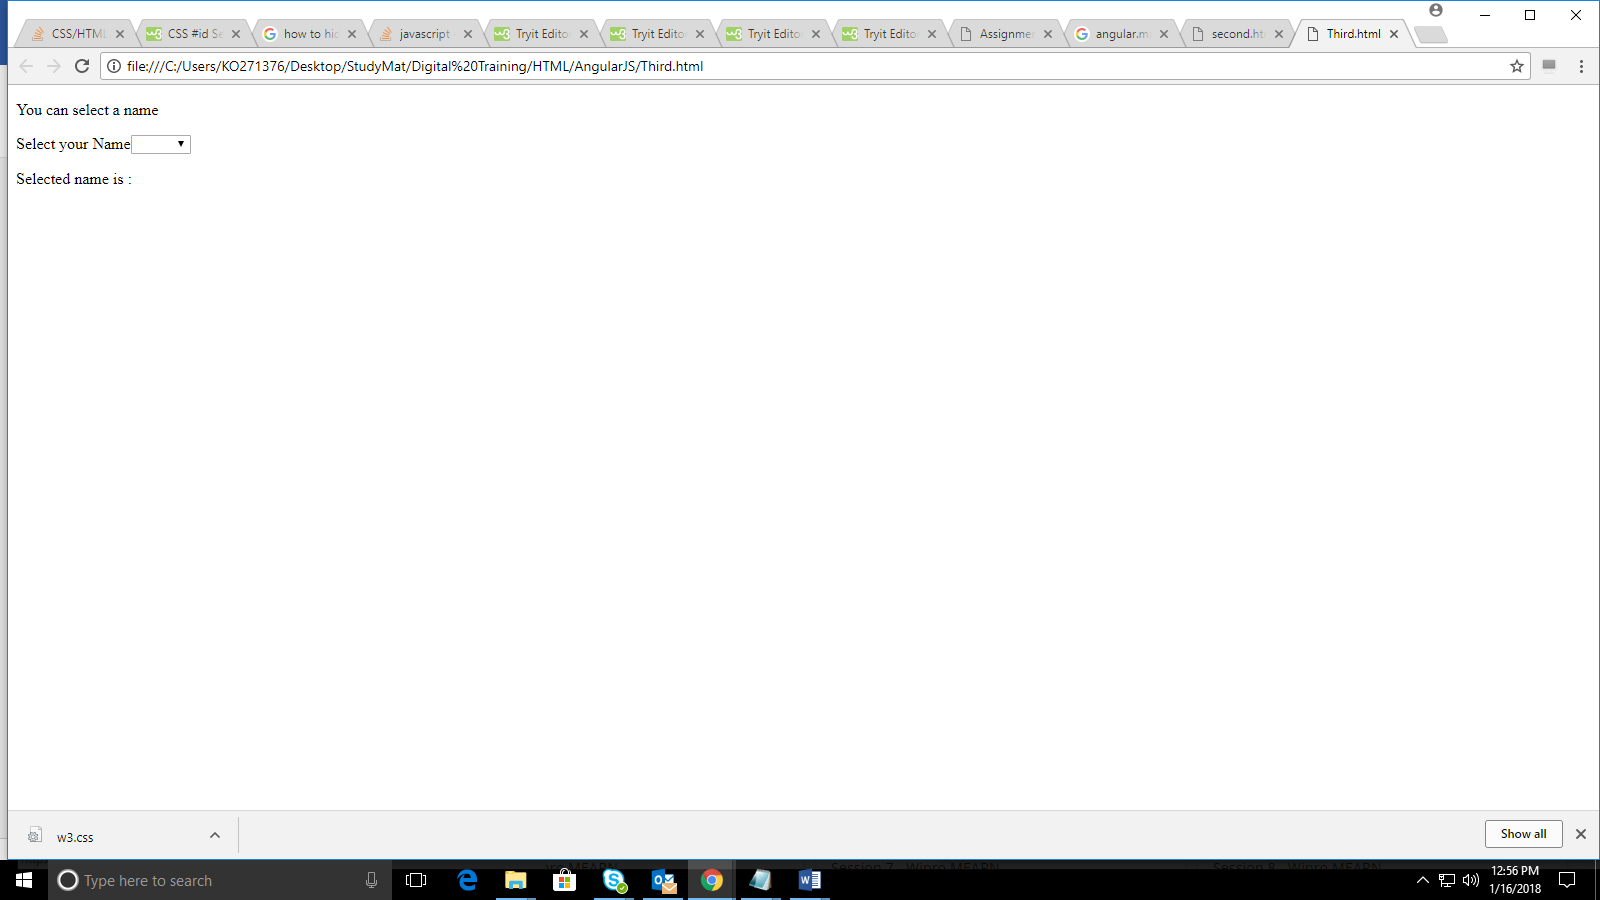 CSS/HTML
CSS #id Se
how to hid
javascript
Tryit Edito
Tryit Edito
Tryit Edito
Tryit Edito
Assignmen
angular.m
second.ht
Third.html
file:///C:/Users/KO271376/Desktop/StudyMat/Digital%20Training/HTML/AngularJS/Third.html
You can select a name
Select your Name
Selected name is :
w3.css
Show all
Type here to search
12:56 PM
1/16/2018